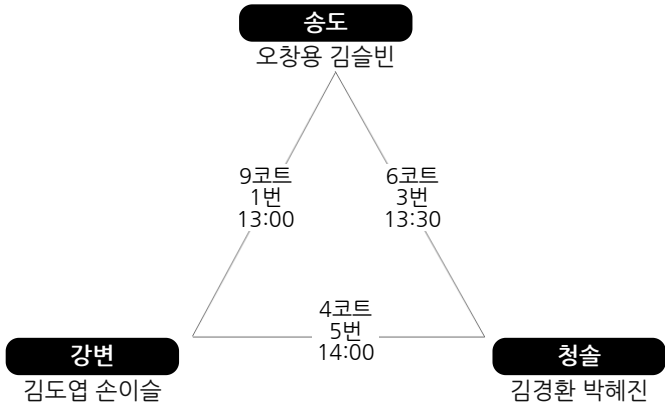 송도
오창용 김슬빈
9코트
1번
13:00
6코트
3번
13:30
4코트
5번
14:00
강변
김도엽 손이슬
청솔
김경환 박혜진